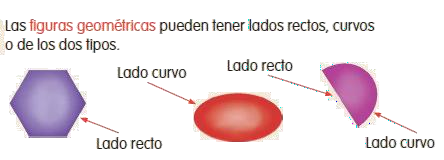 Las figuras geométricas pueden tener lados rectos, curvos
o de los dos tipos.
Lado curvo
Lado recto
Lado recto
Lado curvo